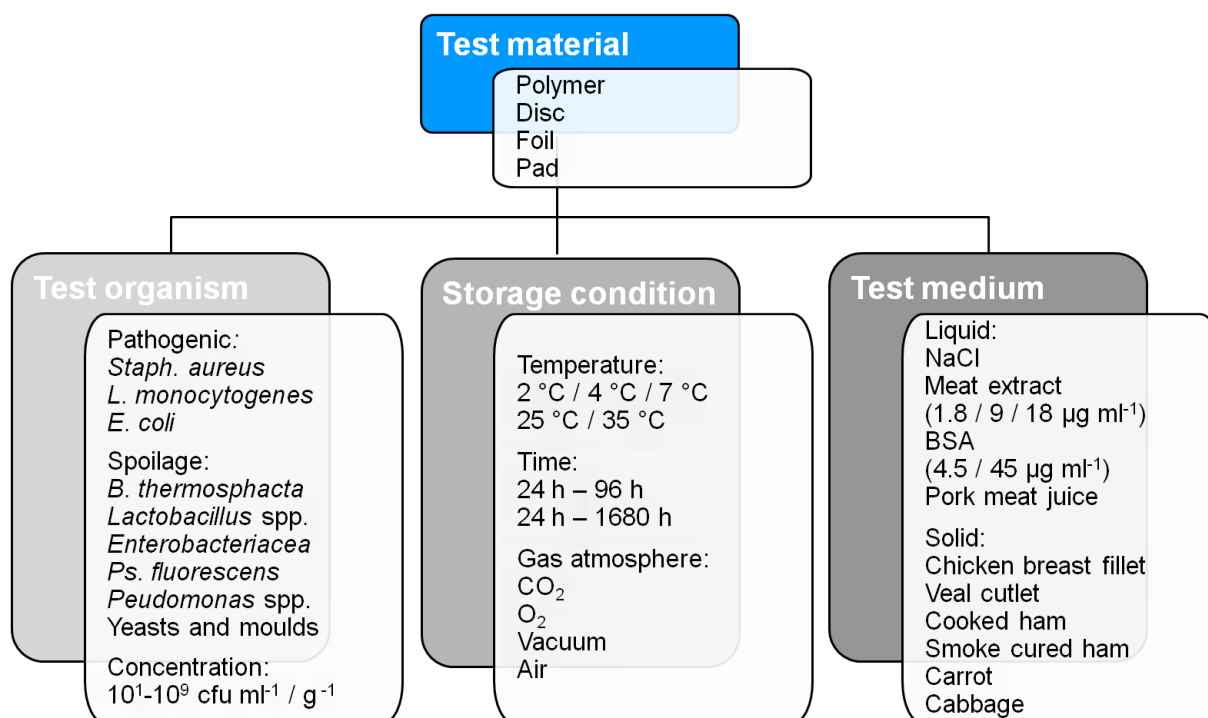 Test material
Polymer
Disc
Foil
Pad
Test organism
Pathogenic:
Staph. aureus
L. monocytogenes
E. coli
Spoilage:
B. thermosphacta
Lactobacillus spp.
Enterobacteriacea
Ps. fluorescens
Peudomonas spp.
Yeasts and moulds
Concentration:
10¹-10⁹ cfu ml⁻¹ / g⁻¹
Storage condition
Temperature:
2 °C / 4 °C / 7 °C
25 °C / 35 °C
Time:
24 h – 96 h
24 h – 1680 h
Gas atmosphere:
CO₂
O₂
Vacuum
Air
Test medium
Liquid:
NaCl
Meat extract
(1.8 / 9 / 18 µg ml⁻¹)
BSA
(4.5 / 45 µg ml⁻¹)
Pork meat juice
Solid:
Chicken breast fillet
Veal cutlet
Cooked ham
Smoke cured ham
Carrot
Cabbage